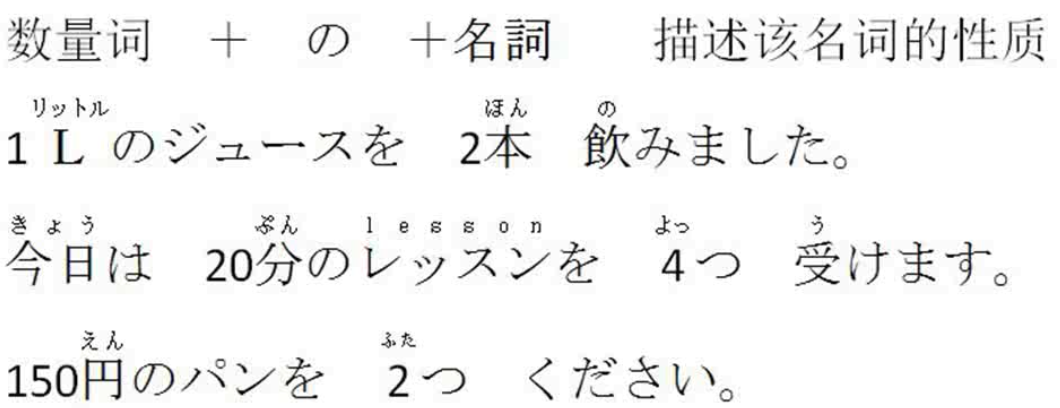 数量词 + の +名詞 描述该名词的性质
リットル ほん の
1Lのジュースを 2本 飲みました。
きょう ぷん lesson よっ う
今日は 20分のレッスンを 4つ 受けます。
えん ふた
150円のパンを 2つ ください。